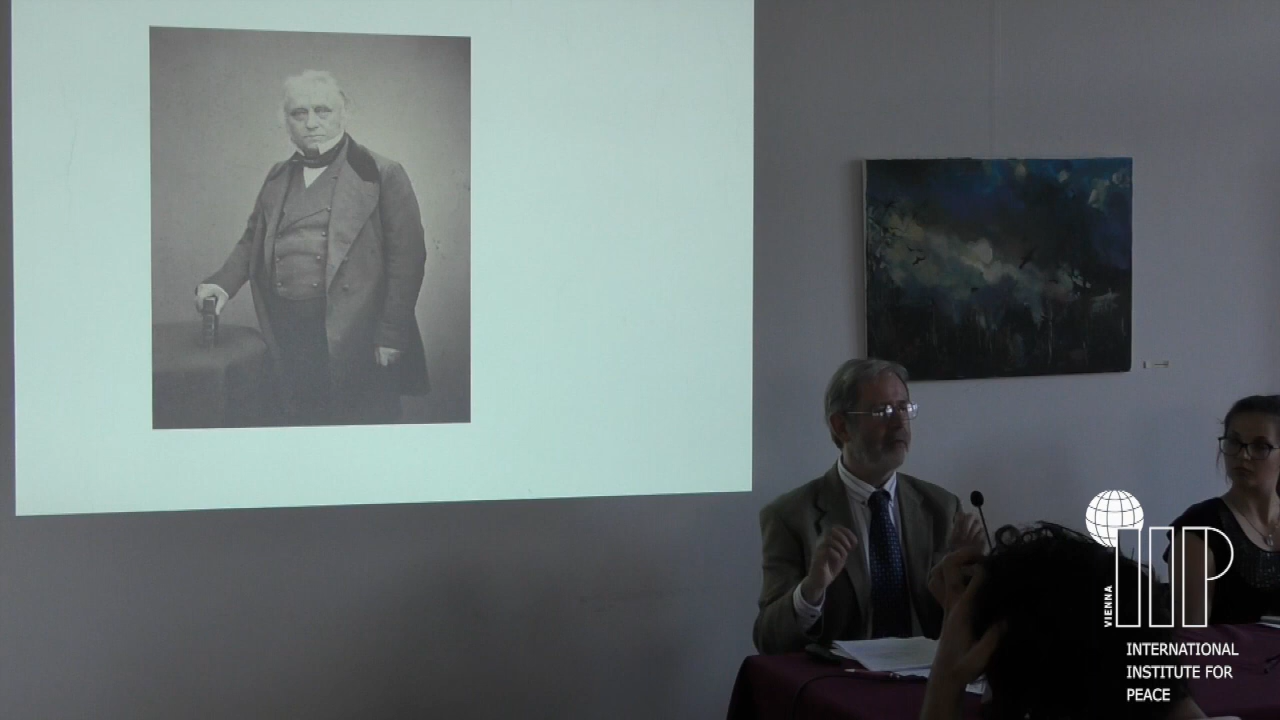 VIENNA
IIP
INTERNATIONAL
INSTITUTE FOR
PEACE